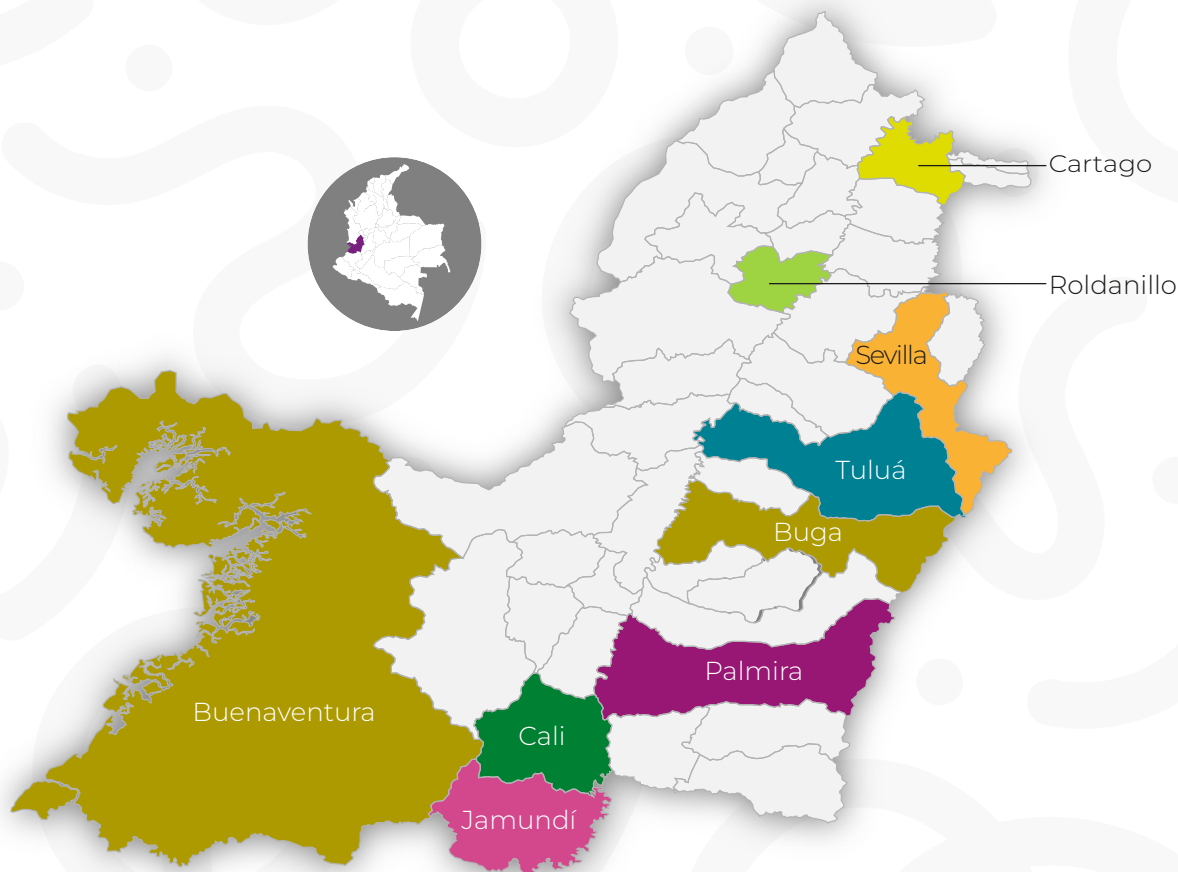 Cartago
Roldanillo
Sevilla
Tuluá
Buga
Palmira
Buenaventura
Cali
Jamundí